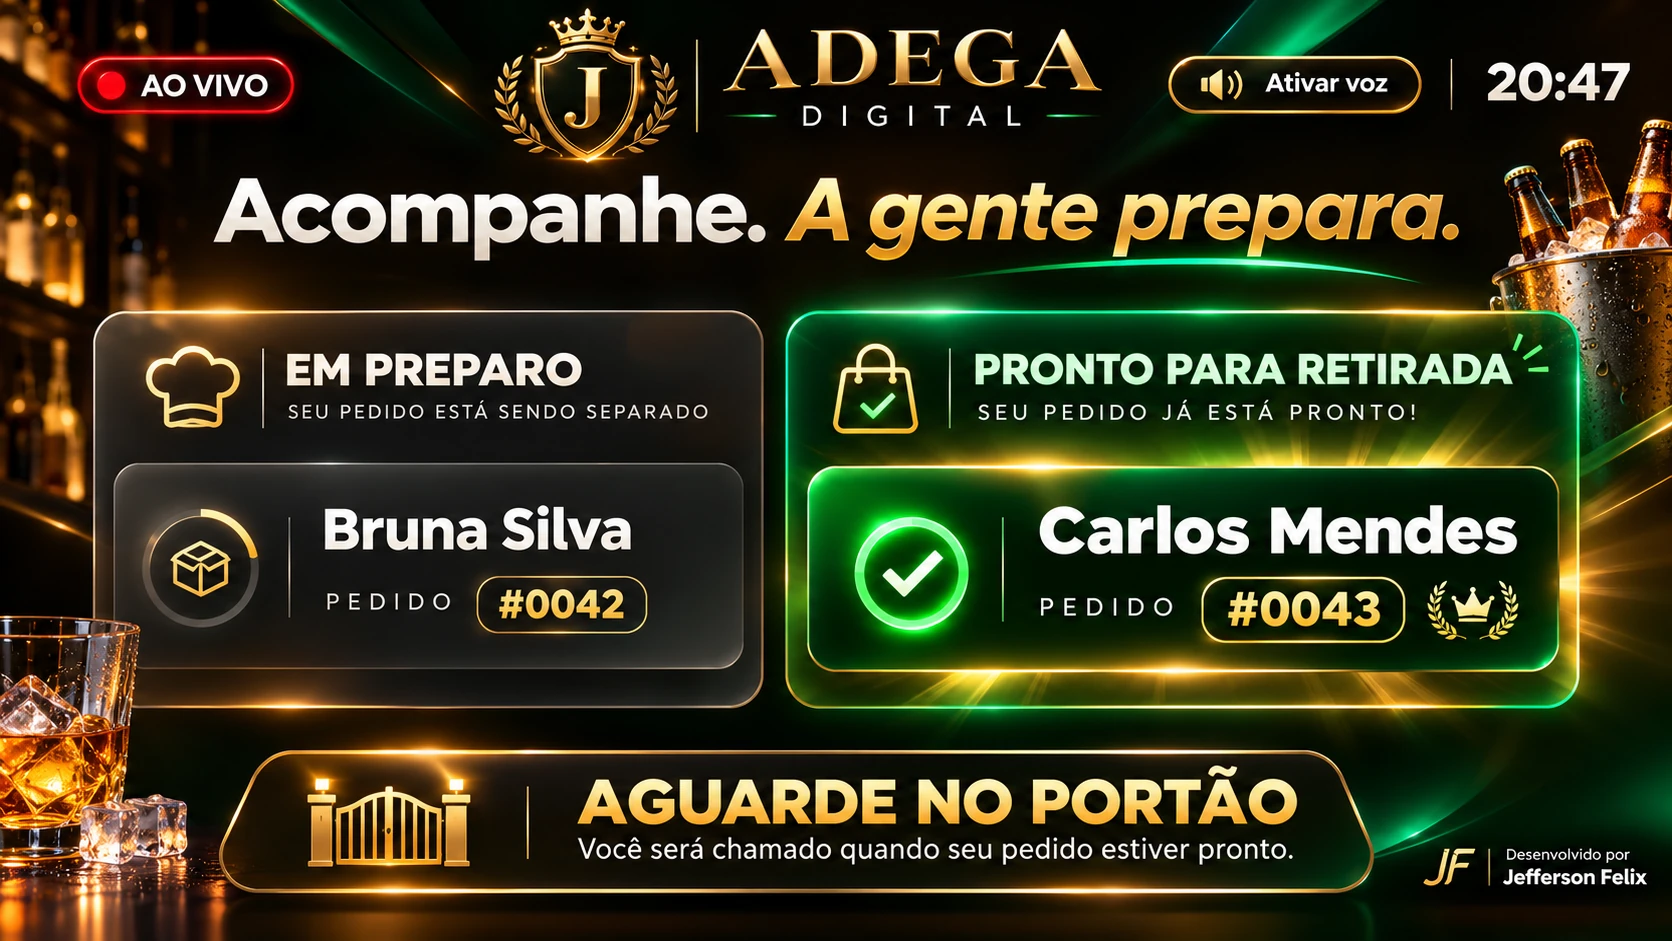 AO VIVO
J
ADEGA
DIGITAL
Ativar voz
20:47
Acompanhe. A gente prepara.
EM PREPARO
SEU PEDIDO ESTÁ SENDO SEPARADO
Bruna Silva
PEDIDO #0042
PRONTO PARA RETIRADA
SEU PEDIDO JÁ ESTÁ PRONTO!
Carlos Mendes
PEDIDO #0043
AGUARDE NO PORTÃO
Você será chamado quando seu pedido estiver pronto.
JF
Desenvolvido por
Jefferson Felix